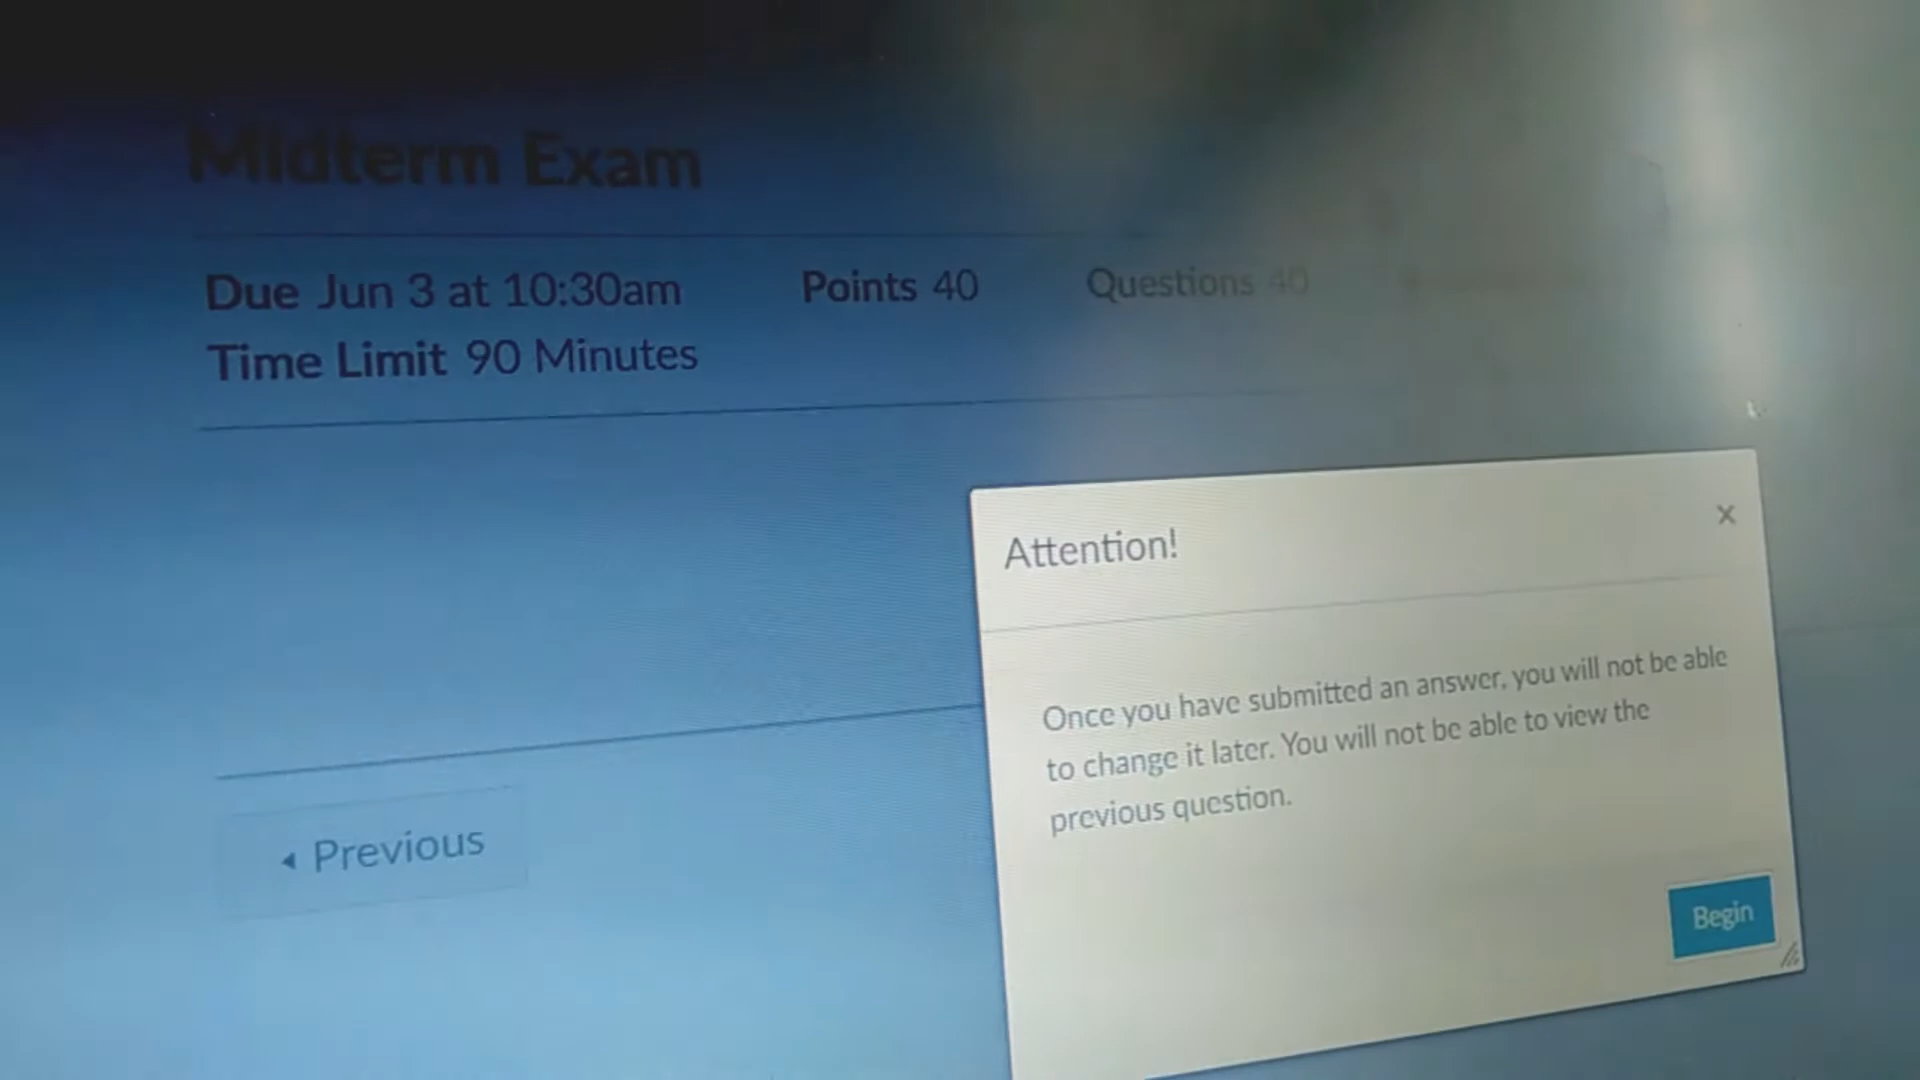 Midterm Exam
Due Jun 3 at 10:30am Points 40 Questions 40
Time Limit 90 Minutes
Attention!
×
Once you have submitted an answer, you will not be able
to change it later. You will not be able to view the
previous question.
◂ Previous
Begin